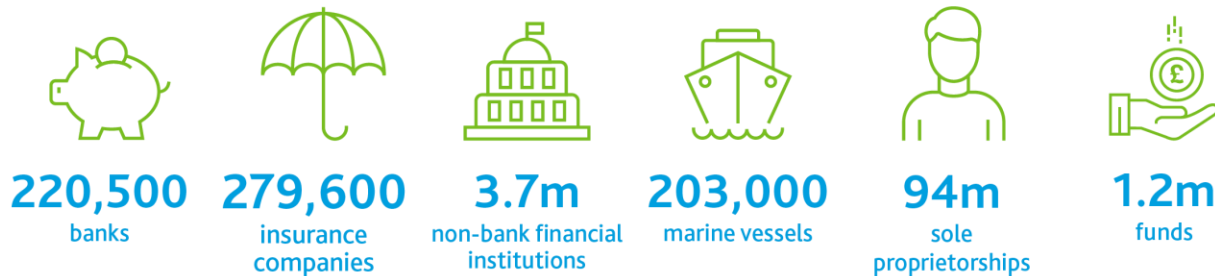 £
220,500
banks
279,600
insurance
companies
3.7m
non-bank financial
institutions
203,000
marine vessels
94m
sole
proprietorships
1.2m
funds